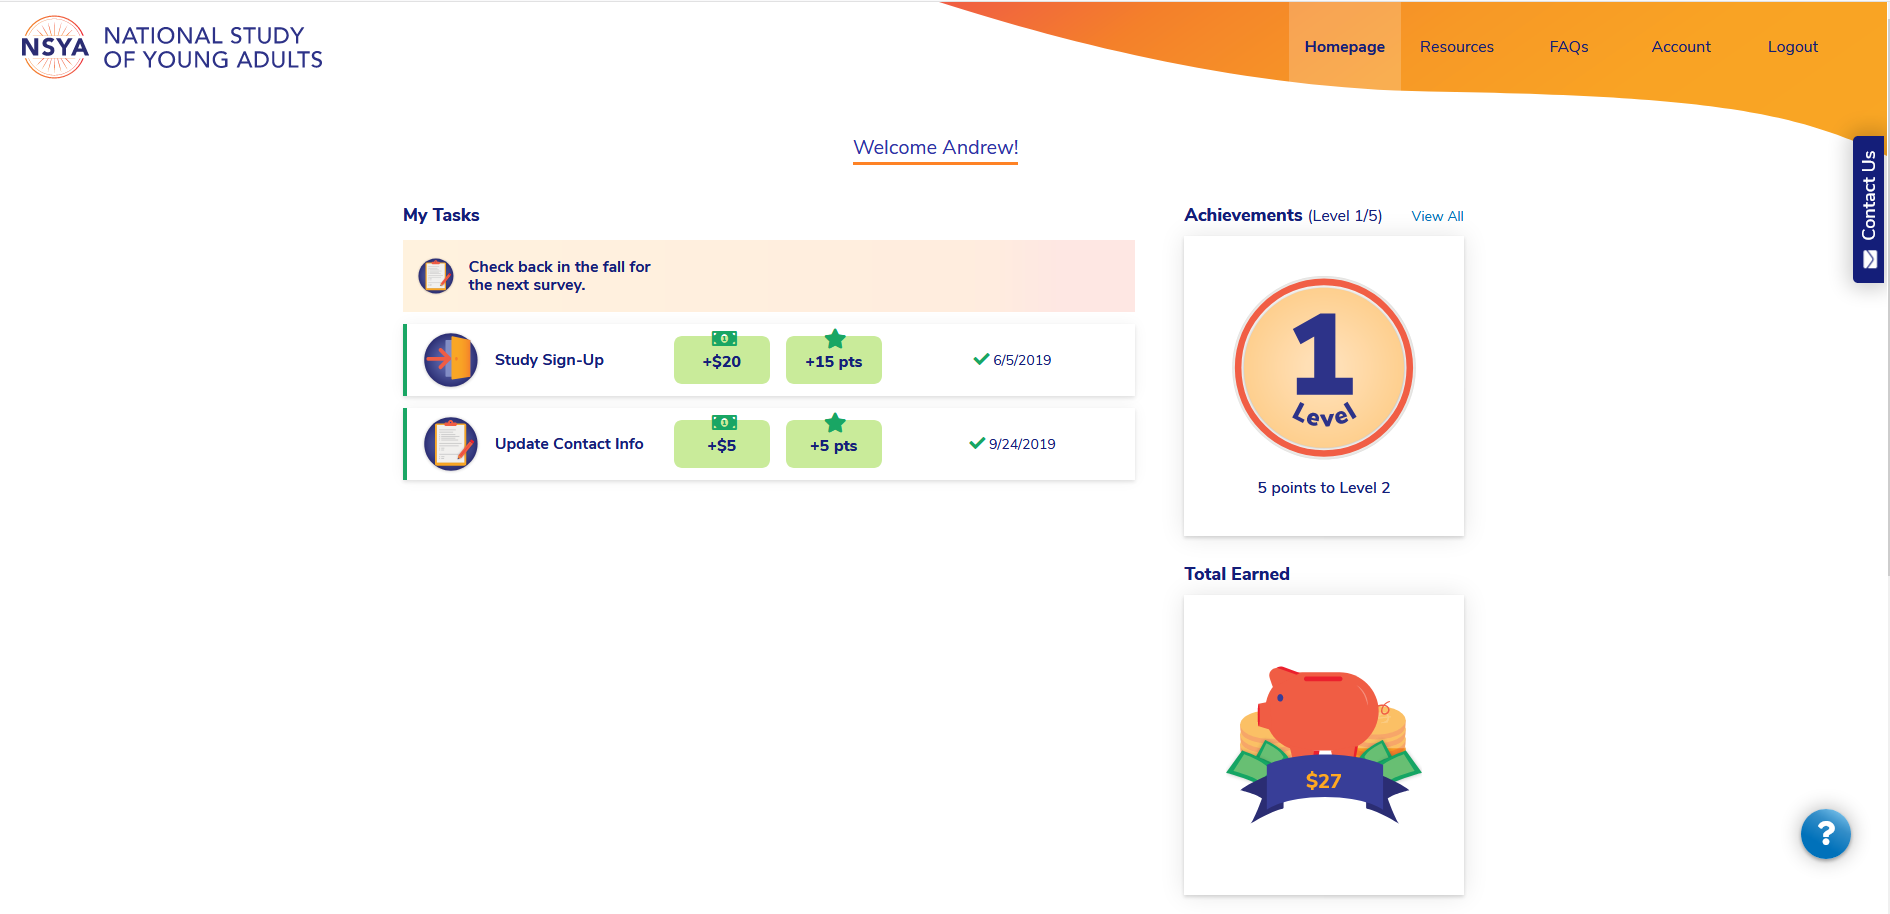 NSYA
NATIONAL STUDY
OF YOUNG ADULTS
Homepage
Resources
FAQs
Account
Logout
Contact Us
Welcome Andrew!
My Tasks
Check back in the fall for
the next survey.
Study Sign-Up
1
+$20
+15 pts
6/5/2019
Update Contact Info
1
+$5
+5 pts
9/24/2019
Achievements (Level 1/5)
View All
1
Level
5 points to Level 2
Total Earned
$27
?